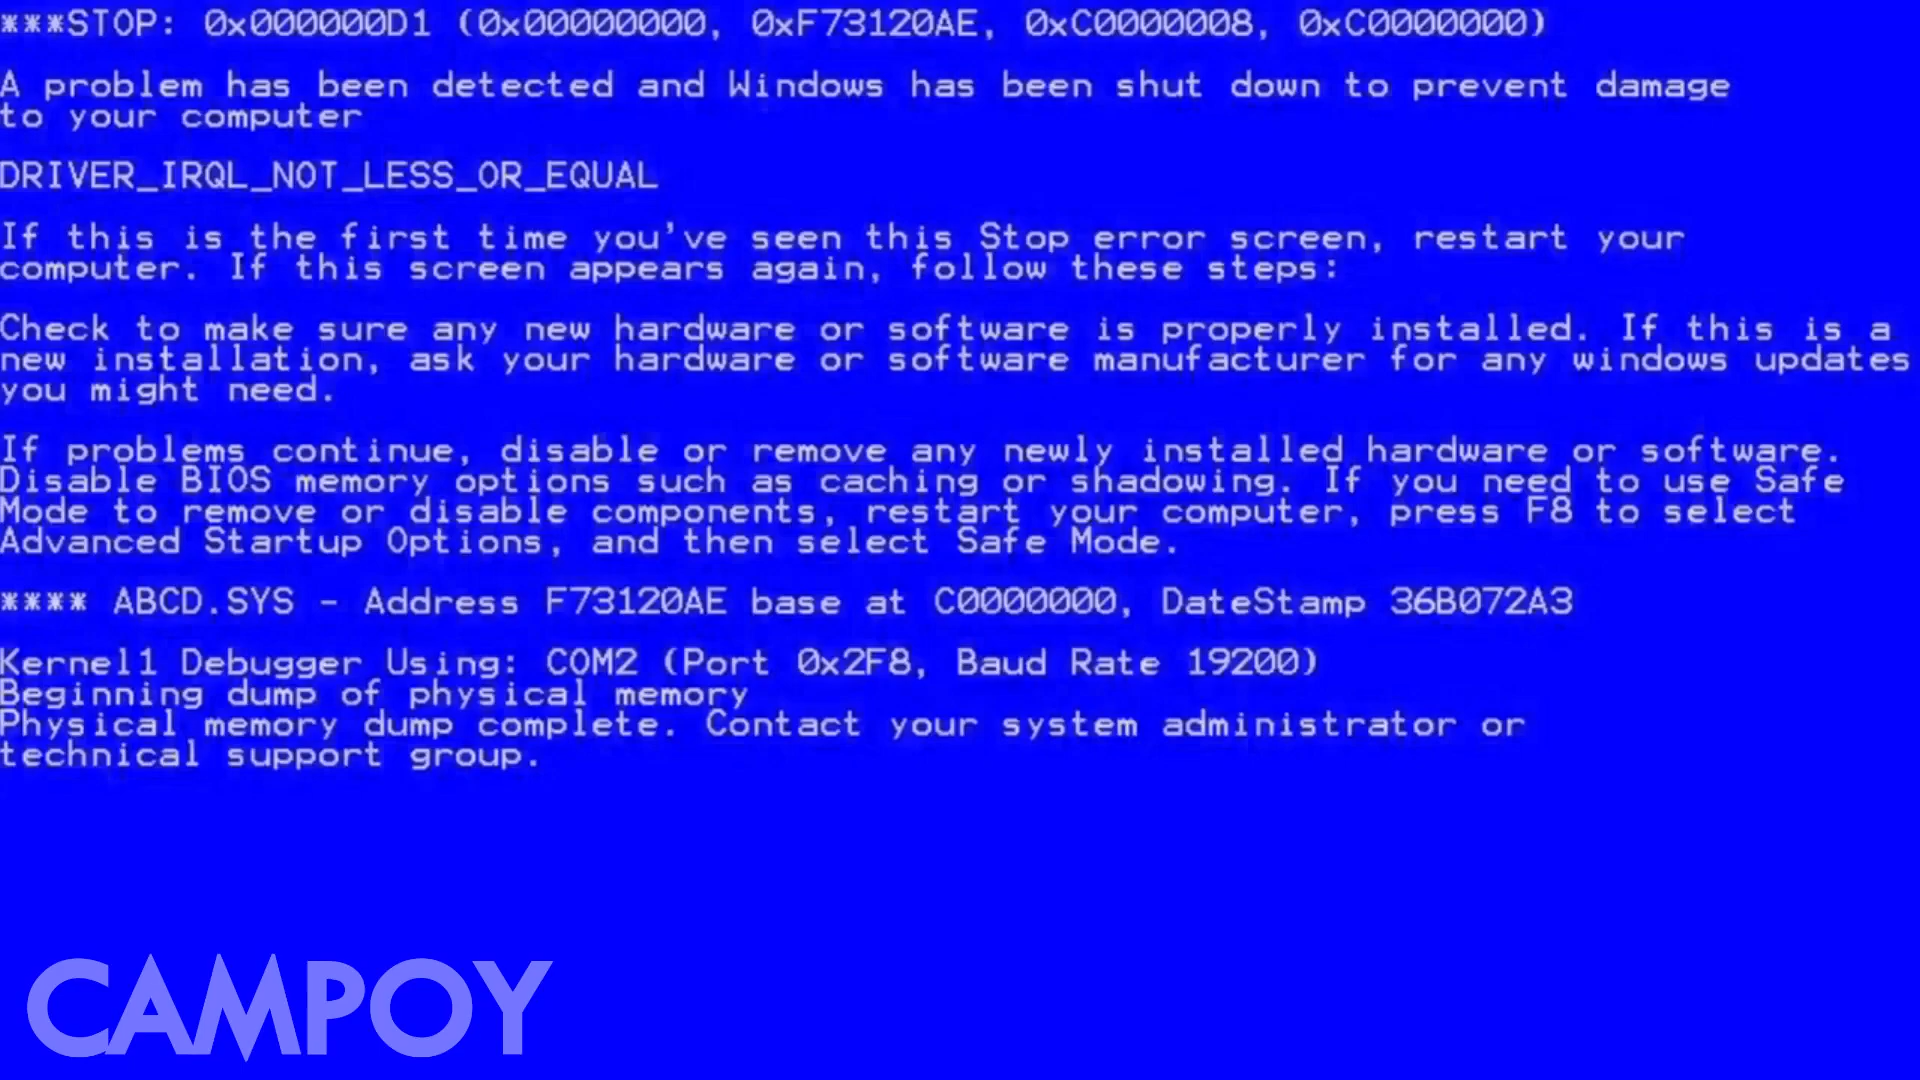 ***STOP: 0x000000D1 (0x00000000, 0xF73120AE, 0xC0000008, 0xC0000000)
A problem has been detected and Windows has been shut down to prevent damage
to your computer
DRIVER_IRQL_NOT_LESS_OR_EQUAL
If this is the first time you've seen this Stop error screen, restart your
computer. If this screen appears again, follow these steps:
Check to make sure any new hardware or software is properly installed. If this is a
new installation, ask your hardware or software manufacturer for any windows updates
you might need.
If problems continue, disable or remove any newly installed hardware or software.
Disable BIOS memory options such as caching or shadowing. If you need to use Safe
Mode to remove or disable components, restart your computer, press F8 to select
Advanced Startup Options, and then select Safe Mode.
**** ABCD.SYS - Address F73120AE base at C0000000, DateStamp 36B072A3
Kernel1 Debugger Using: COM2 (Port 0x2F8, Baud Rate 19200)
Beginning dump of physical memory
Physical memory dump complete. Contact your system administrator or
technical support group.
CAMPOY